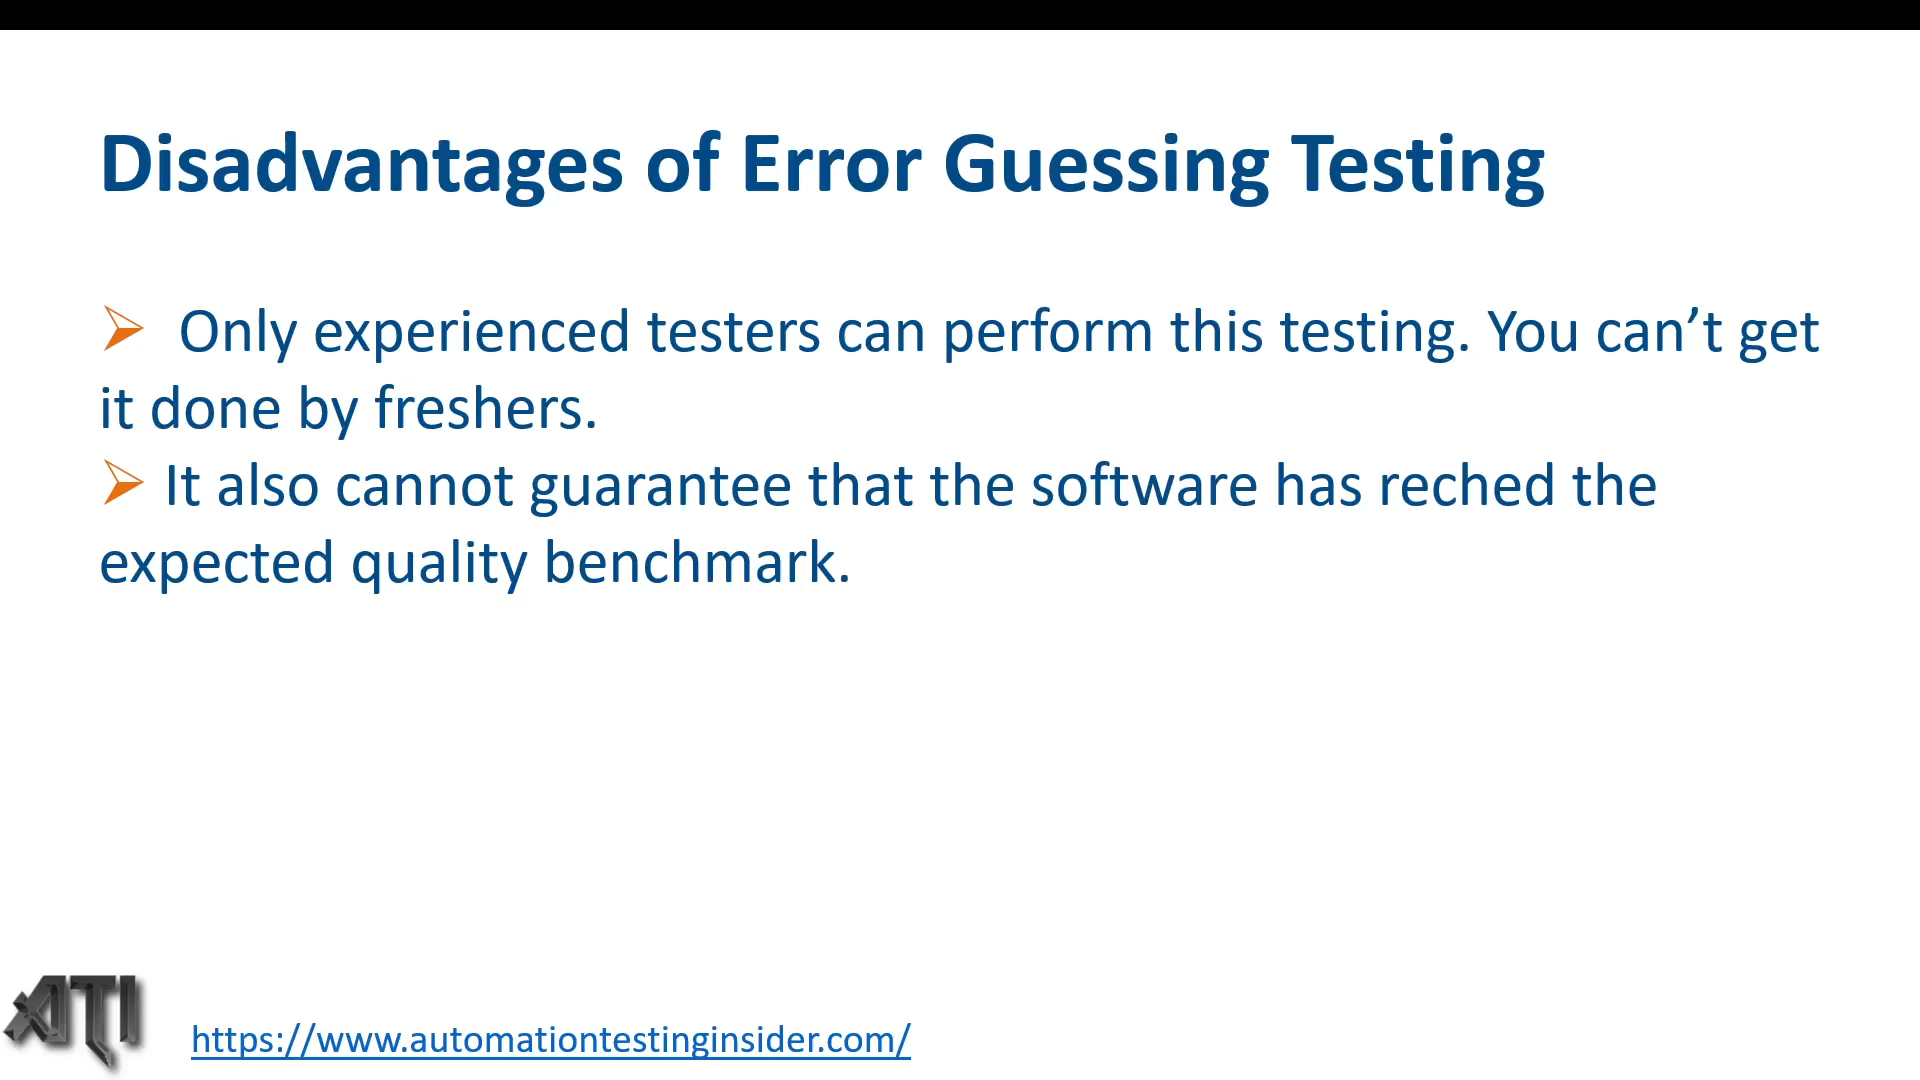 Disadvantages of Error Guessing Testing
➢ Only experienced testers can perform this testing. You can’t get
it done by freshers.
➢ It also cannot guarantee that the software has reched the
expected quality benchmark.
ATI
https://www.automationtestinginsider.com/